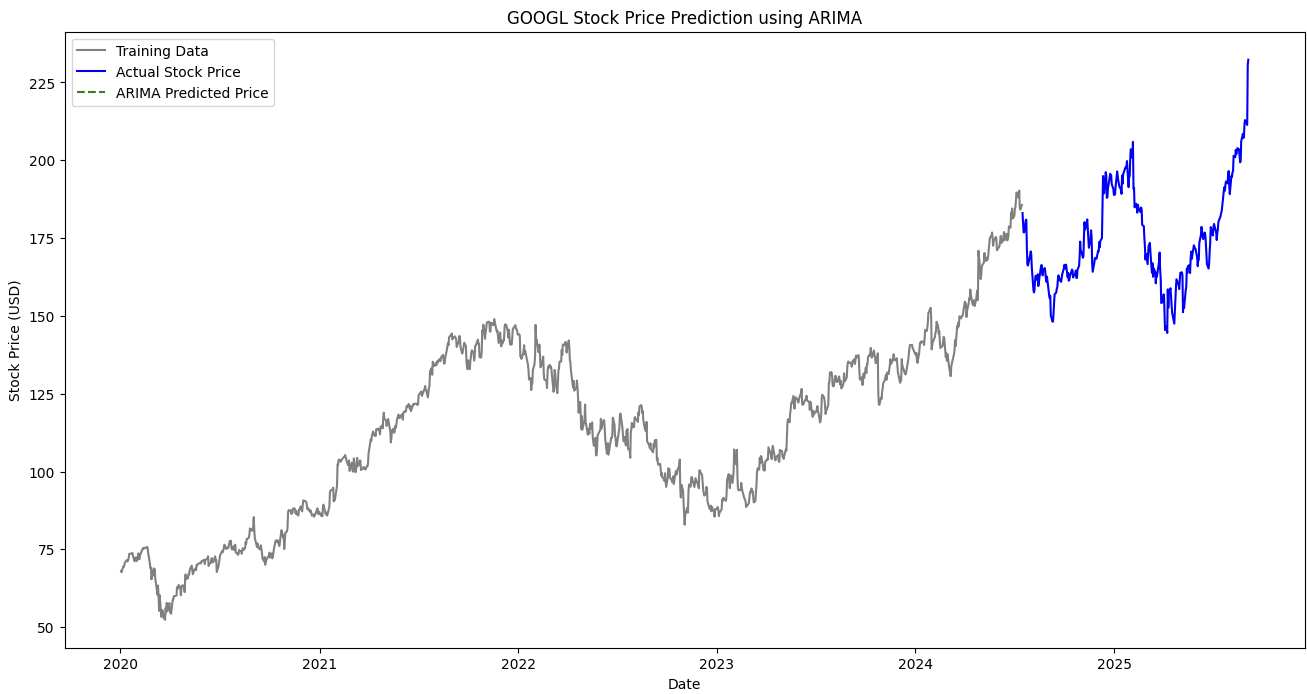 GOOGL Stock Price Prediction using ARIMA
Training Data
Actual Stock Price
ARIMA Predicted Price
Stock Price (USD)
225
200
175
150
125
100
75
50
2020
2021
2022
2023
2024
2025
Date